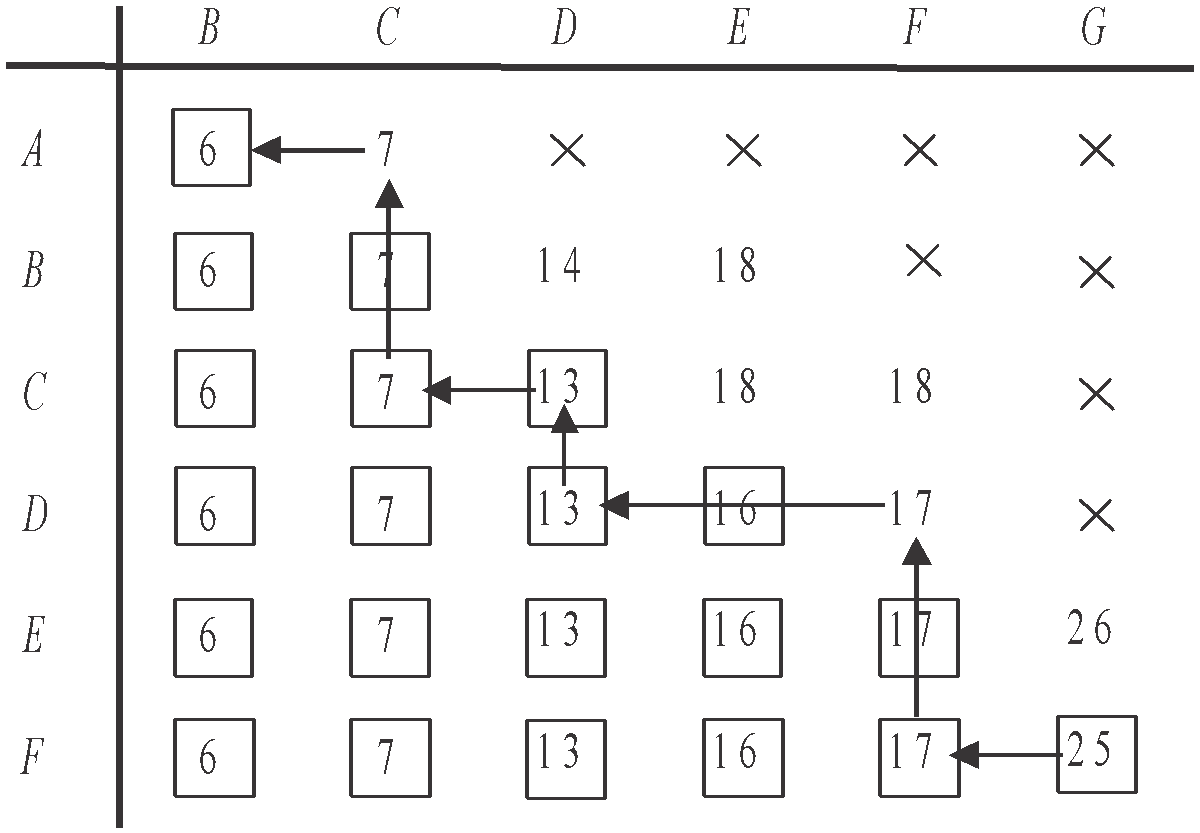 B C D E F G
A 6 7 × × × ×
B 6 7 14 18 × ×
C 6 7 13 18 18 ×
D 6 7 13 16 17 ×
E 6 7 13 16 17 26
F 6 7 13 16 17 25